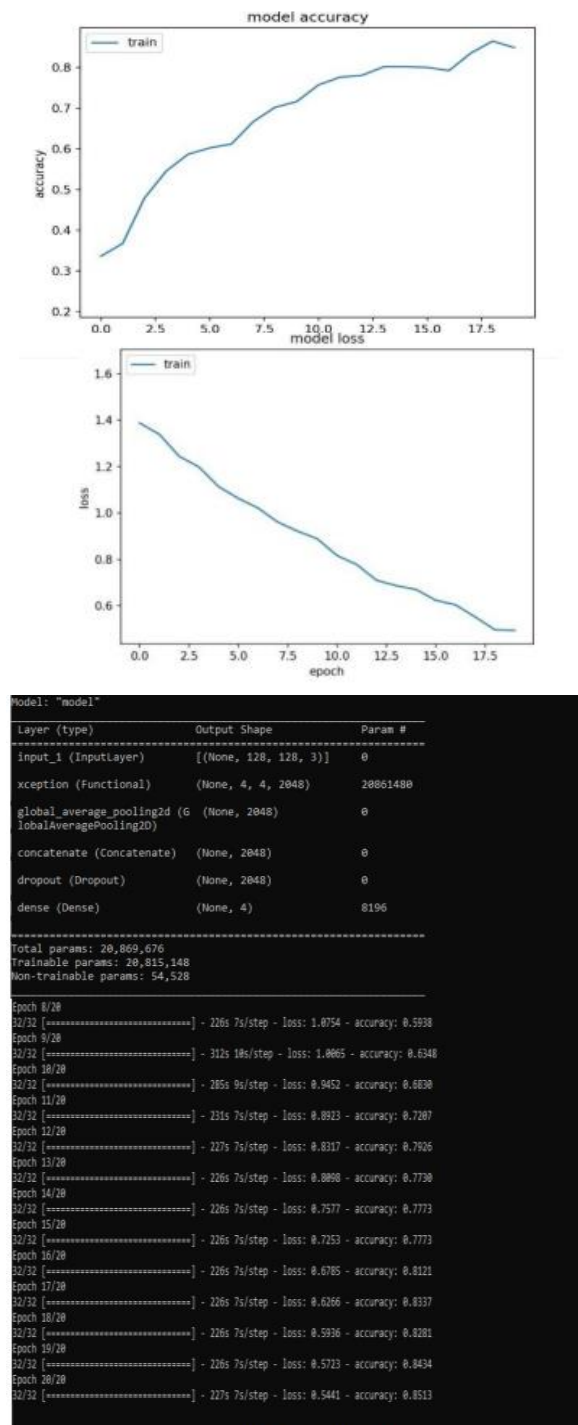 model accuracy
train
0.8
0.7
0.6
0.5
0.4
0.3
0.2
accuracy
0.0 2.5 5.0 7.5 10.0 12.5 15.0 17.5
model loss
train
1.6
1.4
1.2
1.0
0.8
0.6
loss
0.0 2.5 5.0 7.5 10.0 12.5 15.0 17.5
epoch
Model: "model"
Layer (type) Output Shape Param #
input_1 (InputLayer) [(None, 128, 128, 3)] 0
xception (Functional) (None, 4, 4, 2048) 20861480
global_average_pooling2d (G (None, 2048) 0
lobalAveragePooling2D)
concatenate (Concatenate) (None, 2048) 0
dropout (Dropout) (None, 2048) 0
dense (Dense) (None, 4) 8196
Total params: 20,869,676
Trainable params: 20,815,148
Non-trainable params: 54,528
Epoch 8/20
32/32 [==============================] - 226s 7s/step - loss: 1.0754 - accuracy: 0.5938
Epoch 9/20
32/32 [==============================] - 312s 10s/step - loss: 1.0065 - accuracy: 0.6348
Epoch 10/20
32/32 [==============================] - 285s 9s/step - loss: 0.9452 - accuracy: 0.6830
Epoch 11/20
32/32 [==============================] - 231s 7s/step - loss: 0.8923 - accuracy: 0.7207
Epoch 12/20
32/32 [==============================] - 227s 7s/step - loss: 0.8317 - accuracy: 0.7926
Epoch 13/20
32/32 [==============================] - 226s 7s/step - loss: 0.8098 - accuracy: 0.7730
Epoch 14/20
32/32 [==============================] - 226s 7s/step - loss: 0.7577 - accuracy: 0.7773
Epoch 15/20
32/32 [==============================] - 226s 7s/step - loss: 0.7253 - accuracy: 0.7773
Epoch 16/20
32/32 [==============================] - 226s 7s/step - loss: 0.6785 - accuracy: 0.8121
Epoch 17/20
32/32 [==============================] - 226s 7s/step - loss: 0.6266 - accuracy: 0.8337
Epoch 18/20
32/32 [==============================] - 226s 7s/step - loss: 0.5936 - accuracy: 0.8281
Epoch 19/20
32/32 [==============================] - 226s 7s/step - loss: 0.5723 - accuracy: 0.8434
Epoch 20/20
32/32 [==============================] - 227s 7s/step - loss: 0.5441 - accuracy: 0.8513